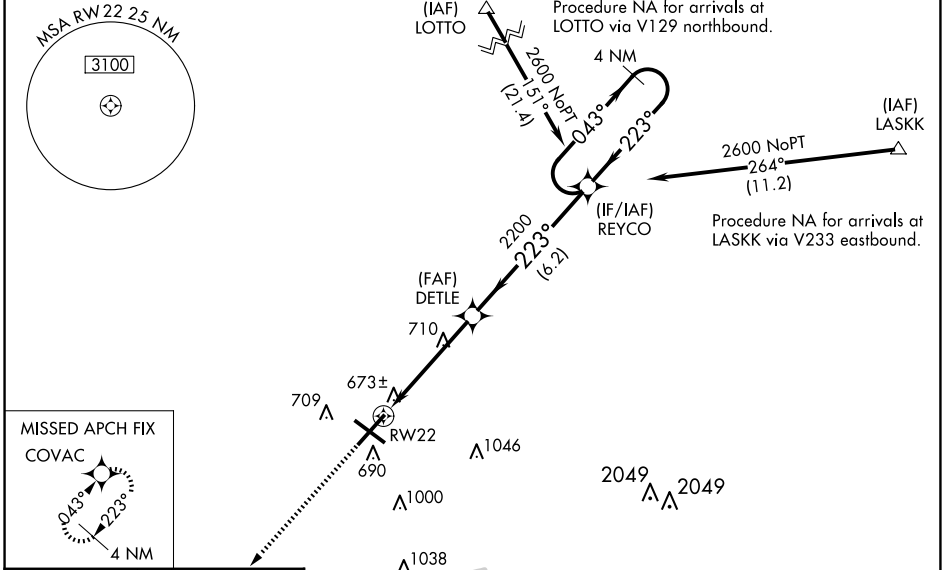 MSA RW22 25 NM
3100
(IAF)
LOTTO
Procedure NA for arrivals at
LOTTO via V129 northbound.
2600 NoPT
151°
(21.4)
4 NM
043°
223°
(IAF)
LASKK
2600 NoPT
264°
(11.2)
(IF/IAF)
REYCO
Procedure NA for arrivals at
LASKK via V233 eastbound.
2200
223°
(6.2)
(FAF)
DETLE
710
673±
709
RW22
690
1046
1000
2049
2049
1038
MISSED APCH FIX
COVAC
043°
223°
4 NM